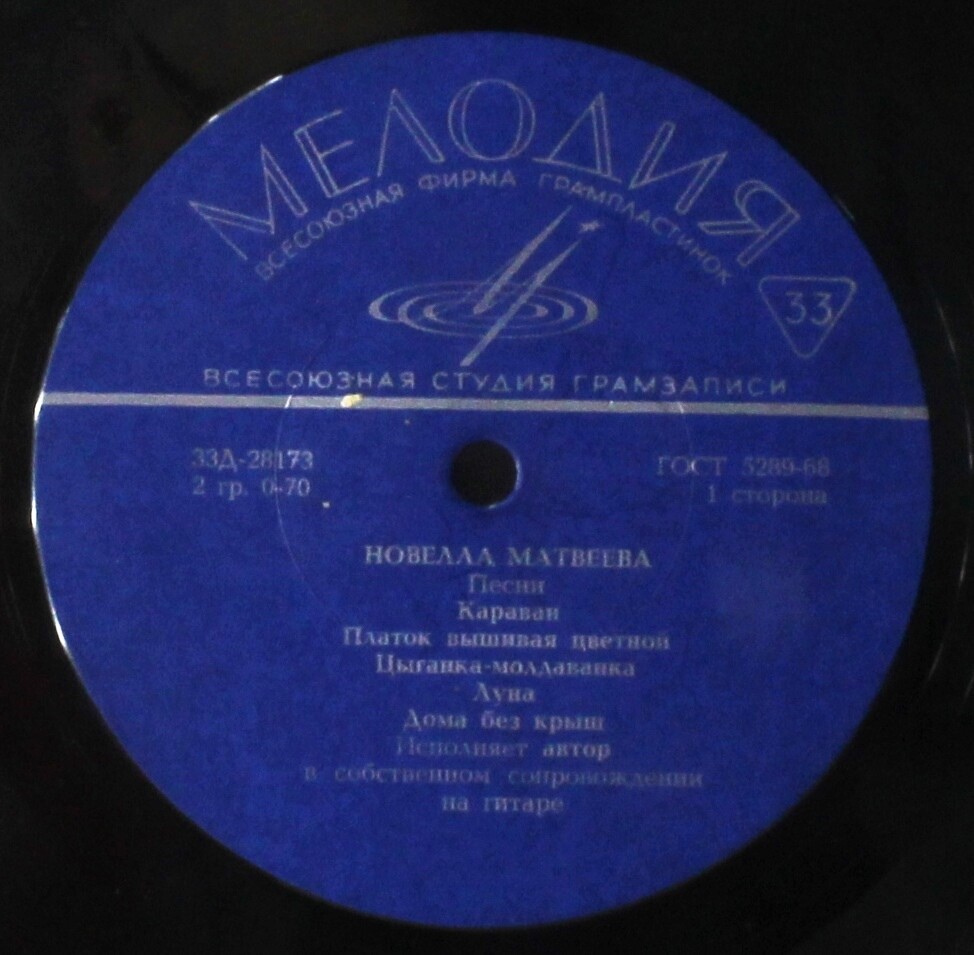 МЕЛОДИЯ
ВСЕСОЮЗНАЯ ФИРМА ГРАМПЛАСТИНОК
33
ВСЕСОЮЗНАЯ СТУДИЯ ГРАМЗАПИСИ
33Д-28173
ГОСТ 5289-68
2 гр. 0-70
1 сторона
НОВЕЛЛА МАТВЕЕВА
Песни
Караван
Платок вышивая цветной
Цыганка-молдаванка
Луна
Дома без крыш
Исполняет автор
в собственном сопровождении
на гитаре